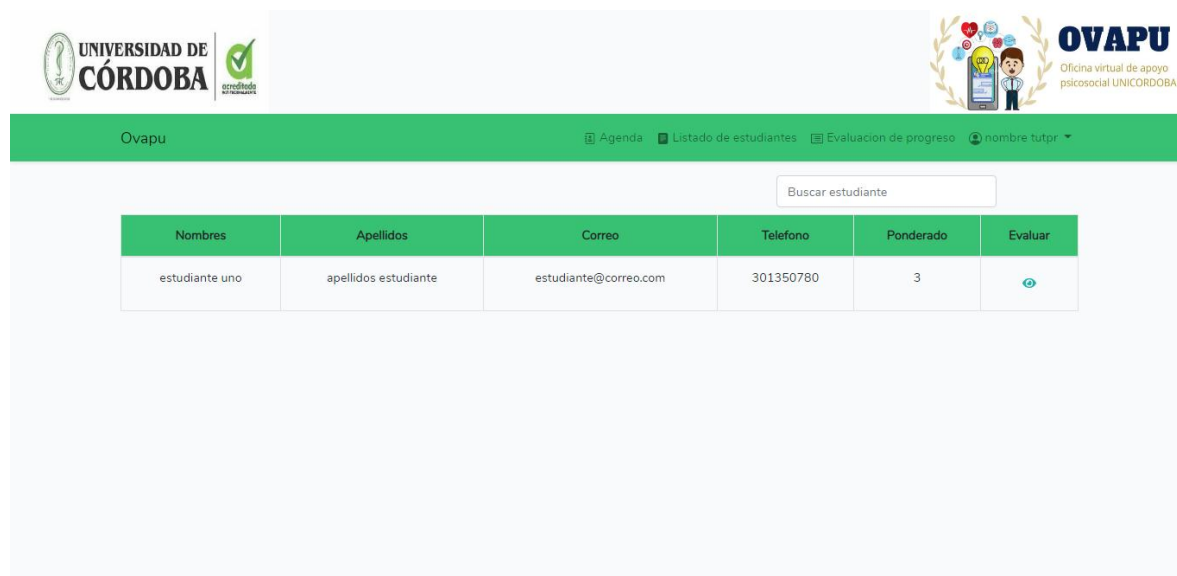 UNIVERSIDAD DE
CÓRDOBA
acreditada
OVAPU
Oficina virtual de apoyo
psicosocial UNICORDOBA
Ovapu
Agenda
Listado de estudiantes
Evaluacion de progreso
nombre tutpr
Buscar estudiante
Nombres Apellidos Correo Telefono Ponderado Evaluar
estudiante uno apellidos estudiante estudiante@correo.com 301350780 3